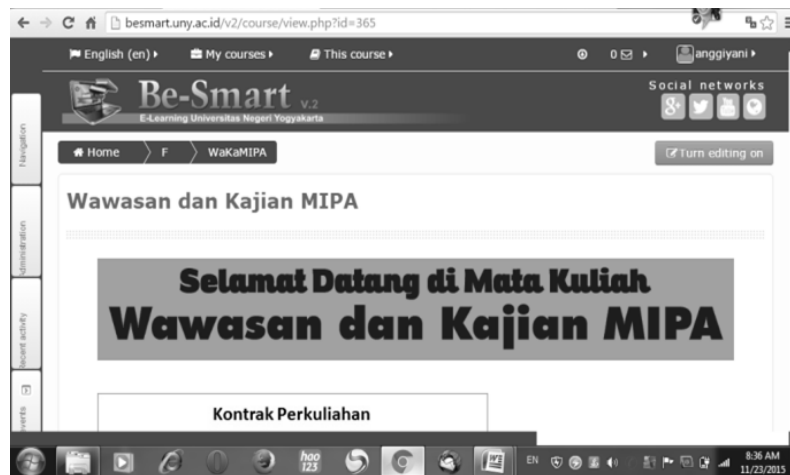 besmart.uny.ac.id/v2/course/view.php?id=365
English (en) My courses This course 0 anggiyani
Be-Smart v.2
E-Learning Universitas Negeri Yogyakarta
Social networks
Home F WaKaMIPA Turn editing on
Navigation
Administration
Recent activity
Events
Wawasan dan Kajian MIPA
Selamat Datang di Mata Kuliah
Wawasan dan Kajian MIPA
Kontrak Perkuliahan
hao
123
EN
8:36 AM
11/23/2015